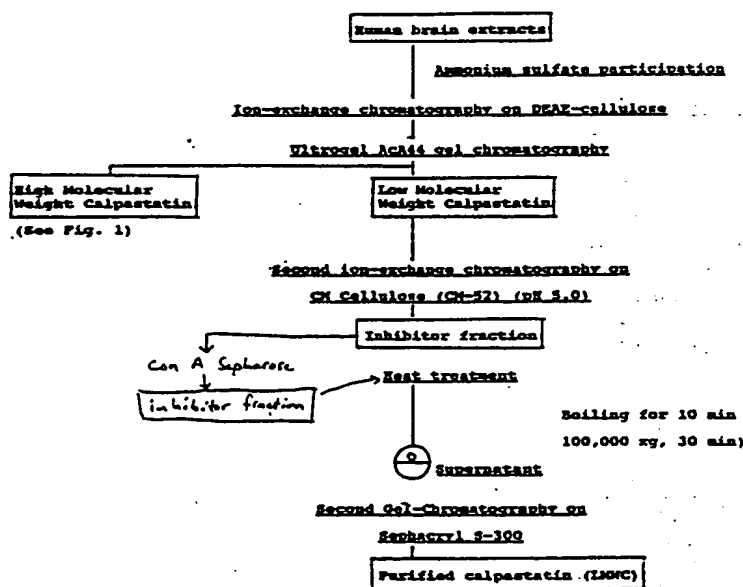 Human brain extracts
Ammonium sulfate participation
Ion-exchange chromatography on DEAE-cellulose
Ultrogel AcA44 gel chromatography
High Molecular
Weight Calpastatin
Low Molecular
Weight Calpastatin
(See Fig. 1)
Second ion-exchange chromatography on
CM Cellulose (CM-52) (pH 5.0)
Inhibitor fraction
Con A Sepharose
Heat treatment
inhibitor fraction
Boiling for 10 min
100,000 xg, 30 min)
Supernatant
Second Gel-Chromatography on
Sephacryl S-300
Purified calpastatin